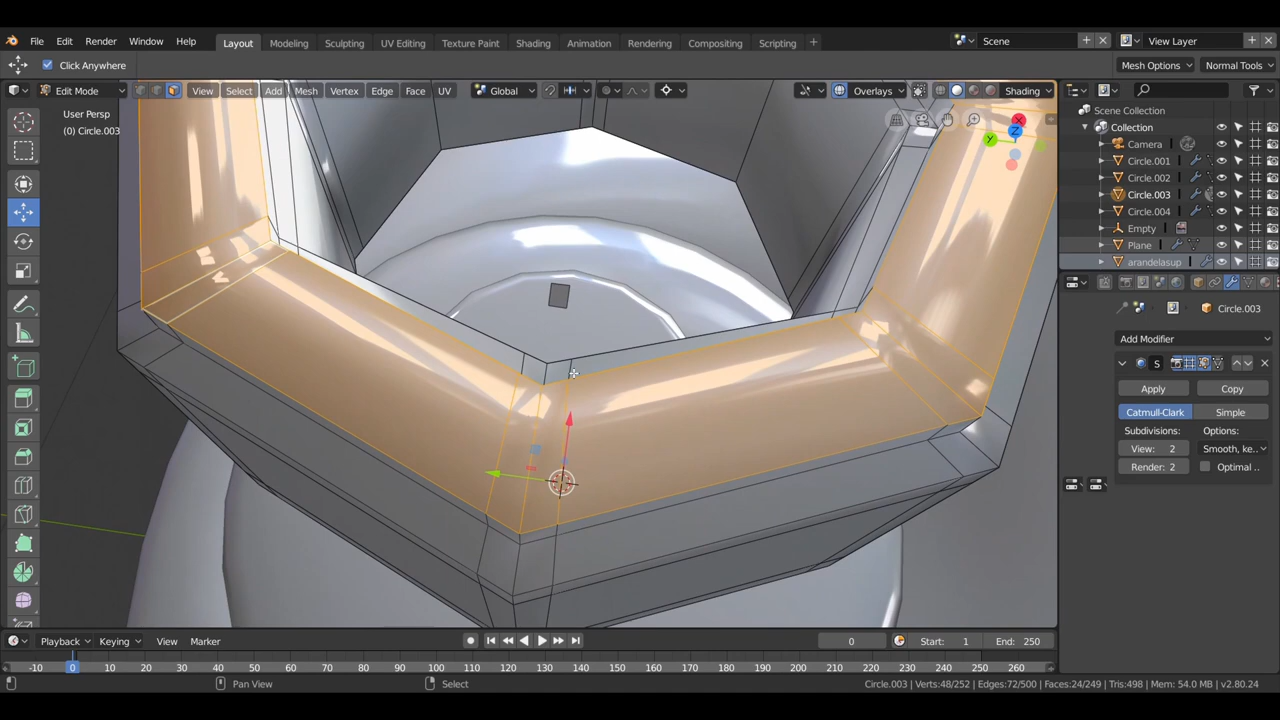 File Edit Render Window Help Layout Modeling Sculpting UV Editing Texture Paint Shading Animation Rendering Compositing Scripting Scene View Layer
Click Anywhere Mesh Options Normal Tools
Edit Mode View Select Add Mesh Vertex Edge Face UV Global Overlays Shading
User Persp
(0) Circle.003
X
Y
Z
Scene Collection
Collection
Camera
Circle.001
Circle.002
Circle.003
Circle.004
Empty
Plane
arandelasup
Circle.003
Add Modifier
S
Apply Copy
Catmull-Clark Simple
Subdivisions: Options:
View: 2 Smooth, ke...
Render: 2 Optimal ..
Playback Keying View Marker 0 Start: 1 End: 250
-10 0 10 20 30 40 50 60 70 80 90 100 110 120 130 140 150 160 170 180 190 200 210 220 230 240 250 260
Pan View Select Circle.003 | Verts:48/252 | Edges:72/500 | Faces:24/249 | Tris:498 | Mem: 54.0 MB | v2.80.24